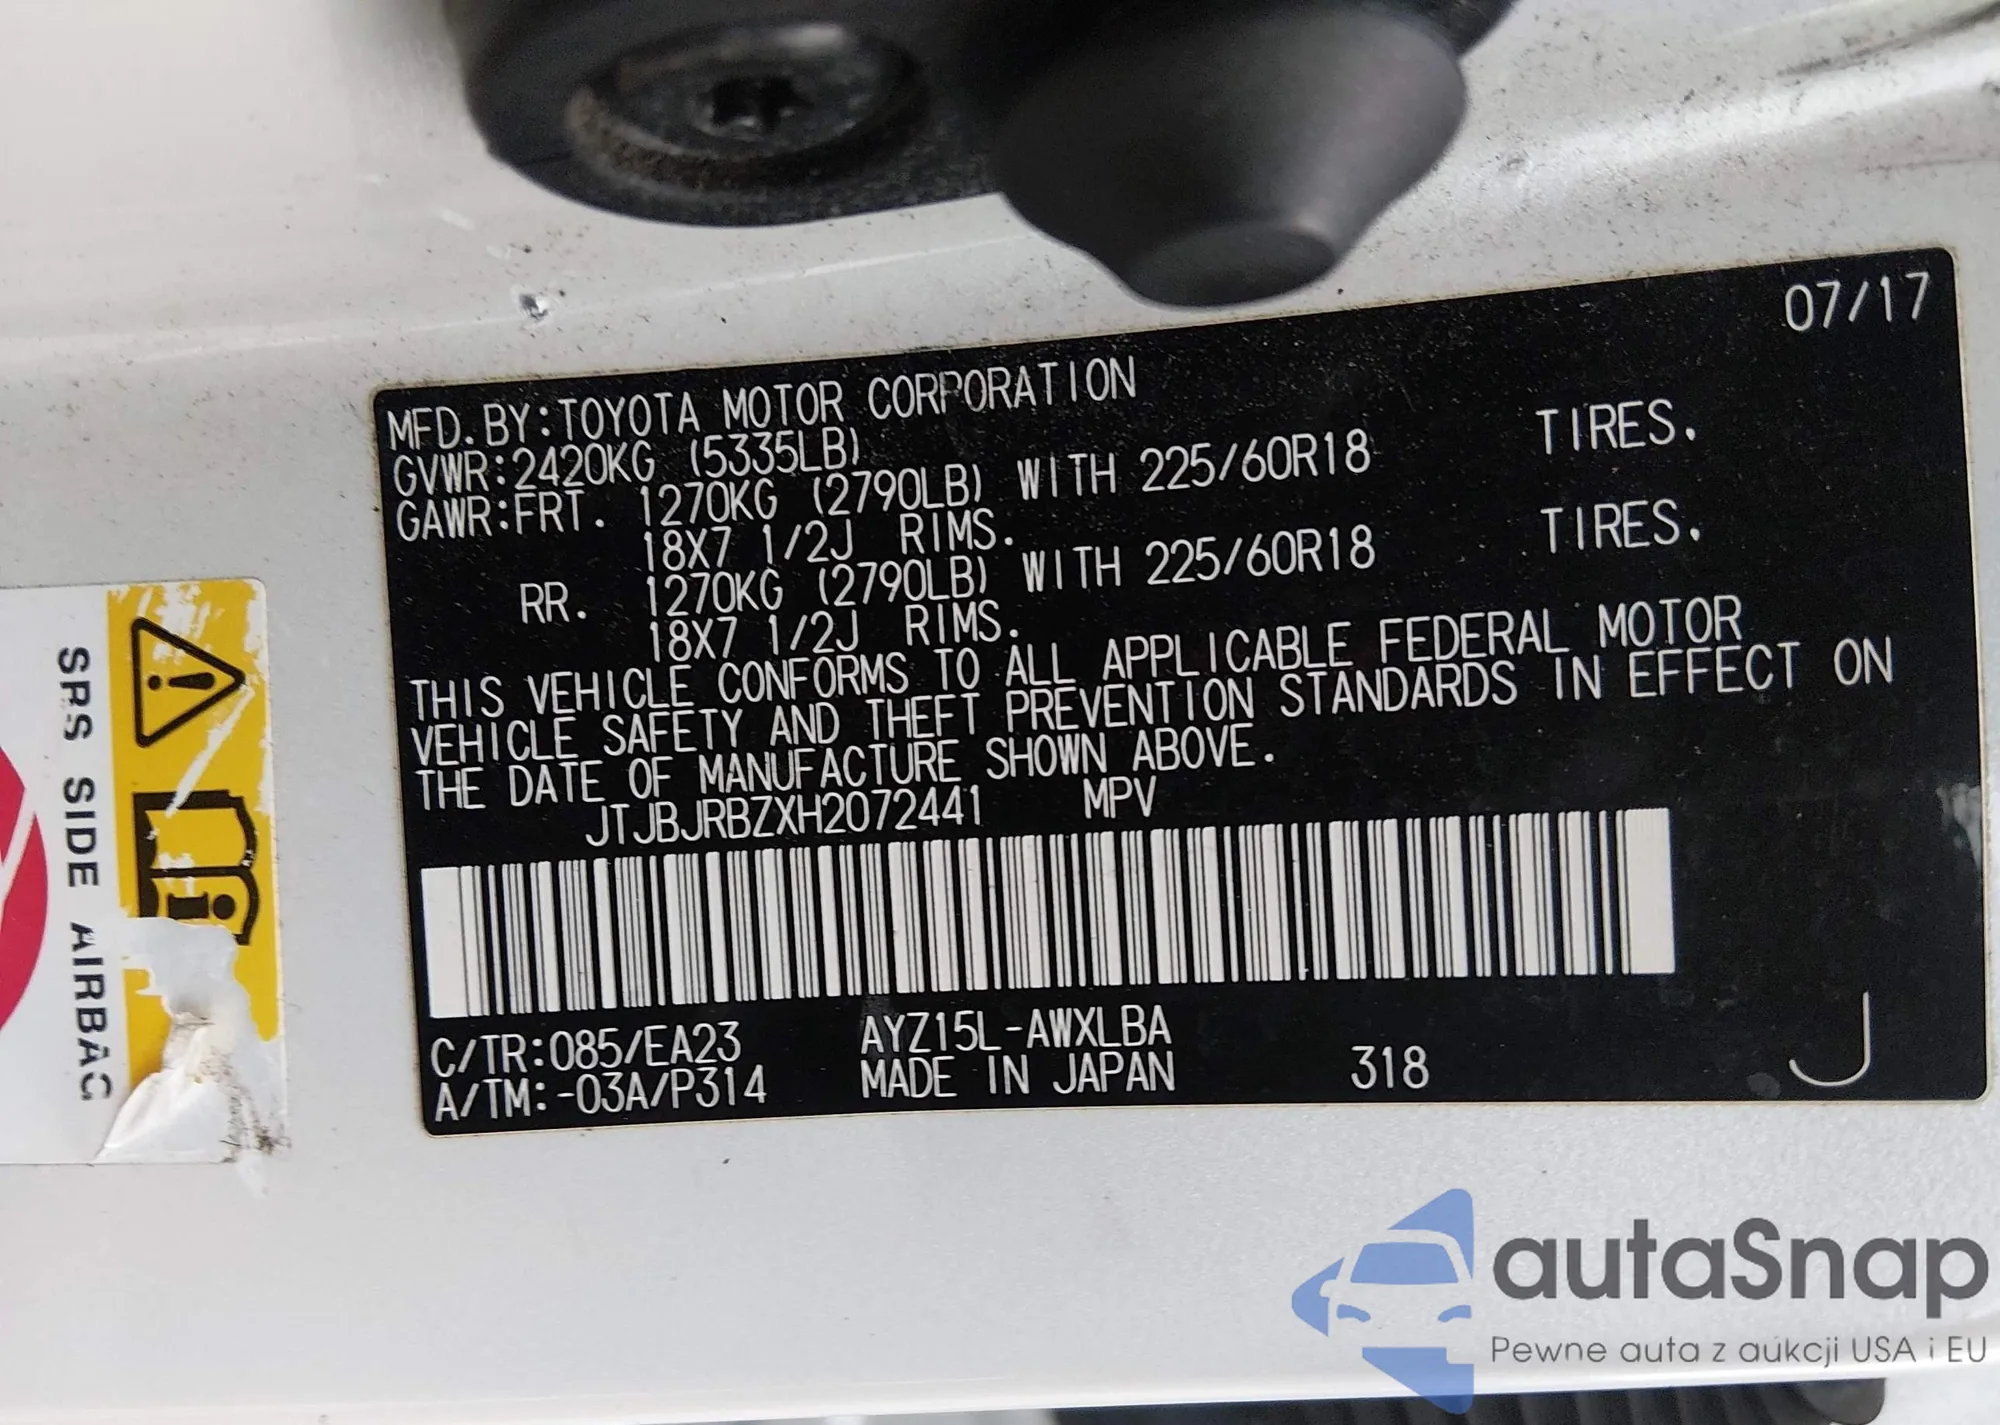 07/17
MFD.BY:TOYOTA MOTOR CORPORATION
GVWR:2420KG (5335LB)
GAWR:FRT. 1270KG (2790LB) WITH 225/60R18 TIRES.
18X7 1/2J RIMS.
RR. 1270KG (2790LB) WITH 225/60R18 TIRES.
18X7 1/2J RIMS.
THIS VEHICLE CONFORMS TO ALL APPLICABLE FEDERAL MOTOR
VEHICLE SAFETY AND THEFT PREVENTION STANDARDS IN EFFECT ON
THE DATE OF MANUFACTURE SHOWN ABOVE.
JTJBJRBZXH2072441 MPV
C/TR:085/EA23 AYZ15L-AWXLBA
A/TM:-03A/P314 MADE IN JAPAN 318 J
SRS SIDE AIRBAG
autaSnap
Pewne auta z aukcji USA i EU